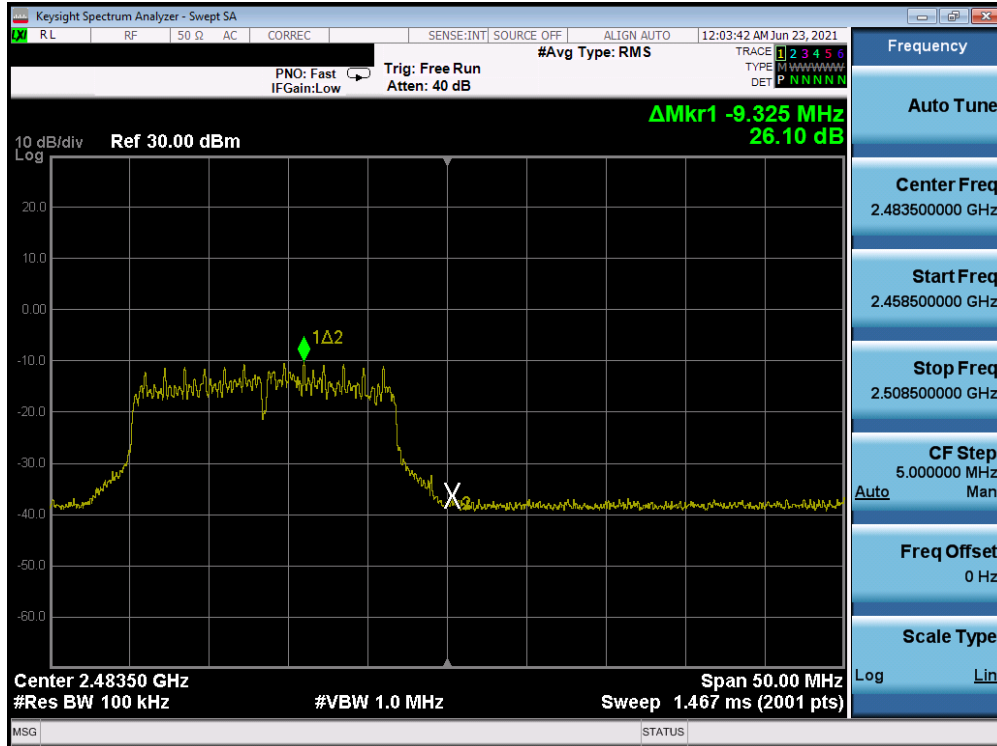 Keysight Spectrum Analyzer - Swept SA
LXI RL RF 50 Ω AC CORREC SENSE:INT SOURCE OFF ALIGN AUTO 12:03:42 AM Jun 23, 2021
#Avg Type: RMS
TRACE 1 2 3 4 5 6
PNO: Fast Trig: Free Run
TYPE M WWWWW
IFGain:Low Atten: 40 dB
DET P N N N N N
ΔMkr1 -9.325 MHz
26.10 dB
10 dB/div Ref 30.00 dBm
Log
20.0
10.0
0.00
1Δ2
-10.0
-20.0
-30.0
X2
-40.0
-50.0
-60.0
Center 2.48350 GHz Span 50.00 MHz
#Res BW 100 kHz #VBW 1.0 MHz Sweep 1.467 ms (2001 pts)
MSG STATUS
Frequency
Auto Tune
Center Freq
2.483500000 GHz
Start Freq
2.458500000 GHz
Stop Freq
2.508500000 GHz
CF Step
5.000000 MHz
Auto Man
Freq Offset
0 Hz
Scale Type
Log Lin